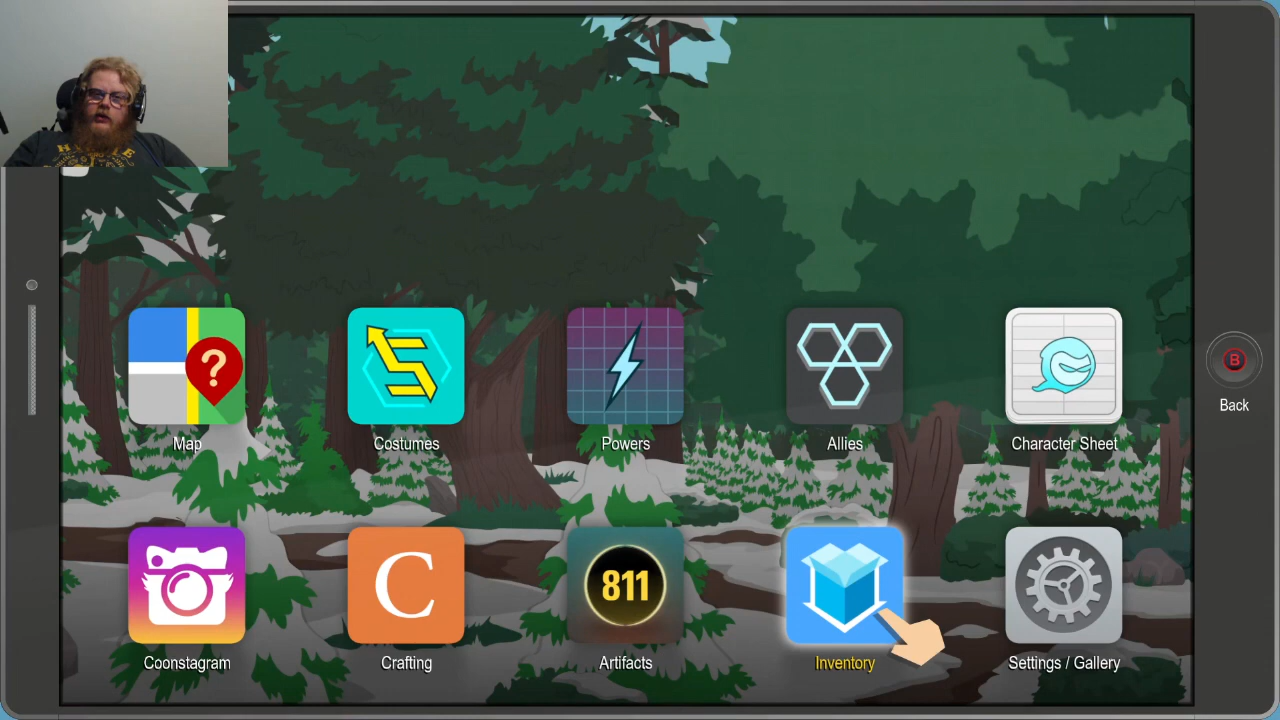 ?
Map
Costumes
Powers
Allies
Character Sheet
B
Back
C
811
Coonstagram
Crafting
Artifacts
Inventory
Settings / Gallery